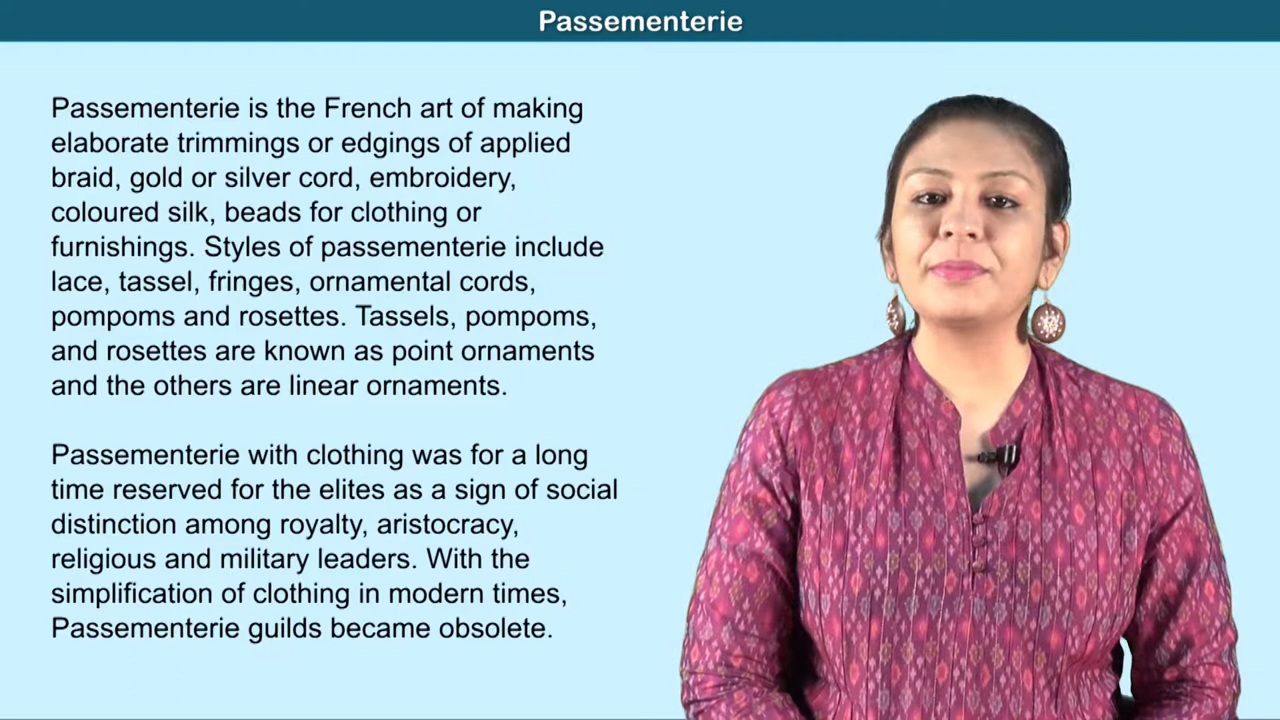 Passementerie
Passementerie is the French art of making
elaborate trimmings or edgings of applied
braid, gold or silver cord, embroidery,
coloured silk, beads for clothing or
furnishings. Styles of passementerie include
lace, tassel, fringes, ornamental cords,
pompoms and rosettes. Tassels, pompoms,
and rosettes are known as point ornaments
and the others are linear ornaments.
Passementerie with clothing was for a long
time reserved for the elites as a sign of social
distinction among royalty, aristocracy,
religious and military leaders. With the
simplification of clothing in modern times,
Passementerie guilds became obsolete.